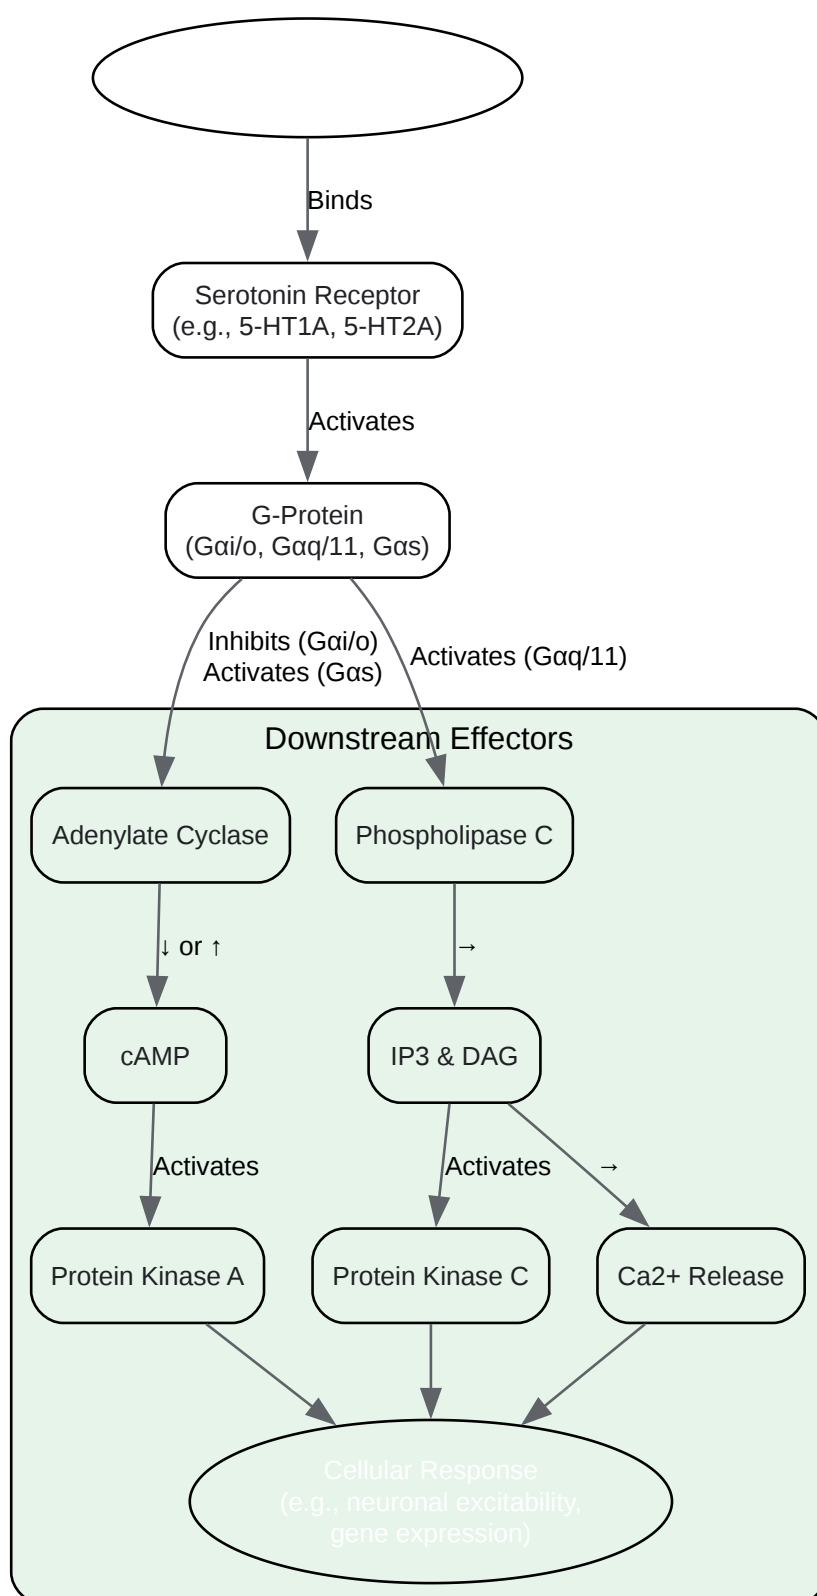 Binds
Serotonin Receptor
(e.g., 5-HT1A, 5-HT2A)
Activates
G-Protein
(Gαi/o, Gαq/11, Gαs)
Inhibits (Gαi/o)
Activates (Gαs)
Activates (Gαq/11)
Downstream Effectors
Adenylate Cyclase
Phospholipase C
↓ or ↑
→
cAMP
IP3 & DAG
Activates
Activates
→
Protein Kinase A
Protein Kinase C
Ca2+ Release
Cellular Response
(e.g., neuronal excitability,
gene expression)